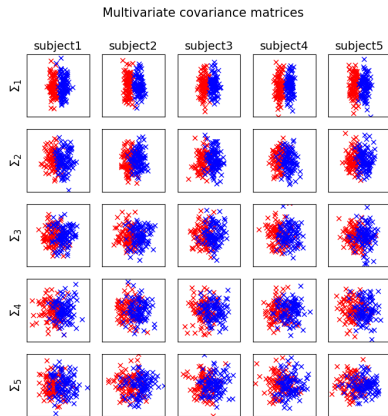 Multivariate covariance matrices
subject1 subject2 subject3 subject4 subject5
Σ1
Σ2
Σ3
Σ4
Σ5